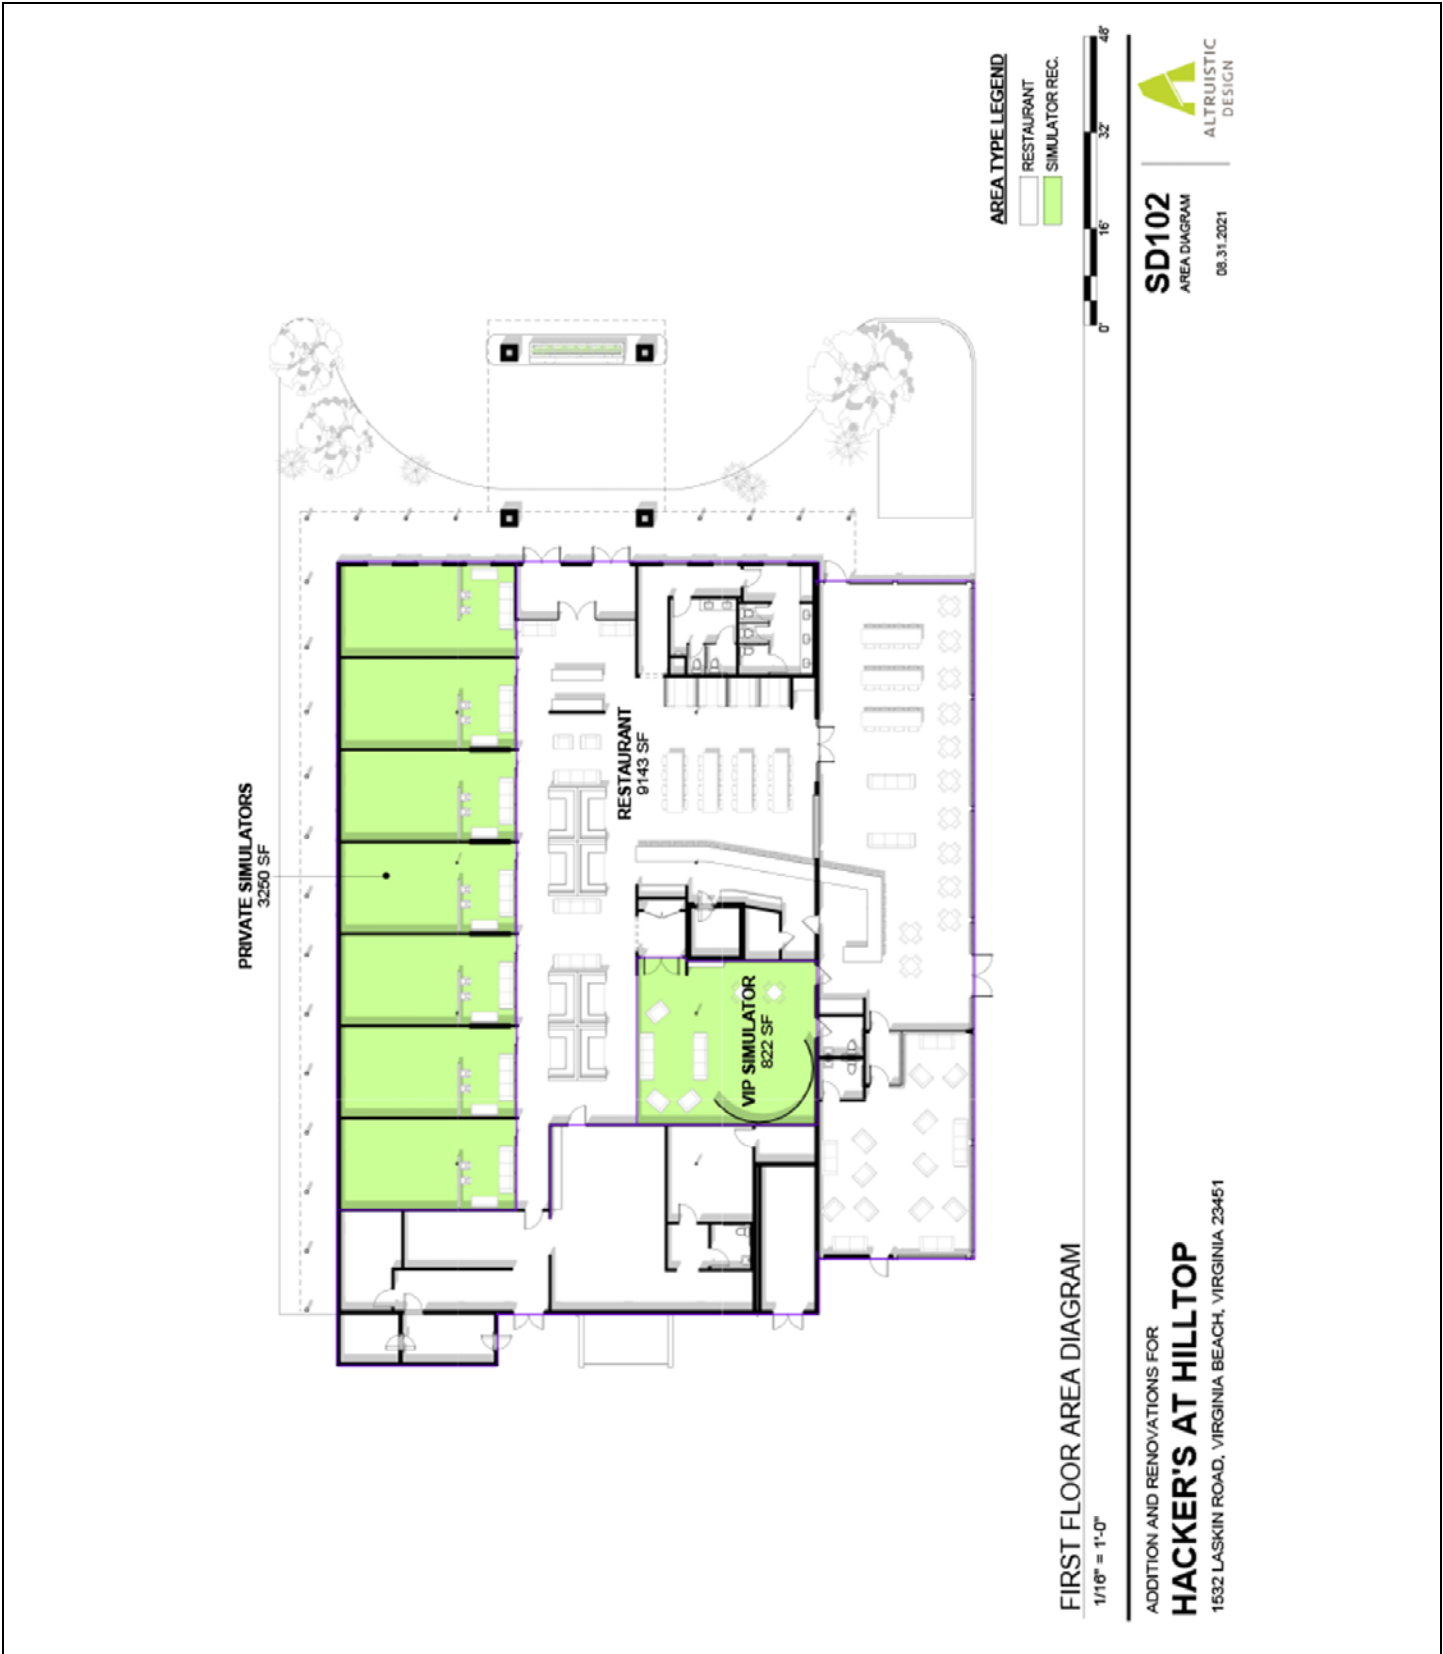 PRIVATE SIMULATORS
3250 SF
RESTAURANT
9143 SF
VIP SIMULATOR
822 SF
AREA TYPE LEGEND
RESTAURANT
SIMULATOR REC.
FIRST FLOOR AREA DIAGRAM
1/16" = 1'-0"
0'
16'
32'
48'
ADDITION AND RENOVATIONS FOR
HACKER'S AT HILLTOP
1532 LASKIN ROAD, VIRGINIA BEACH, VIRGINIA 23451
SD102
AREA DIAGRAM
08.31.2021
ALTRUISTIC
DESIGN